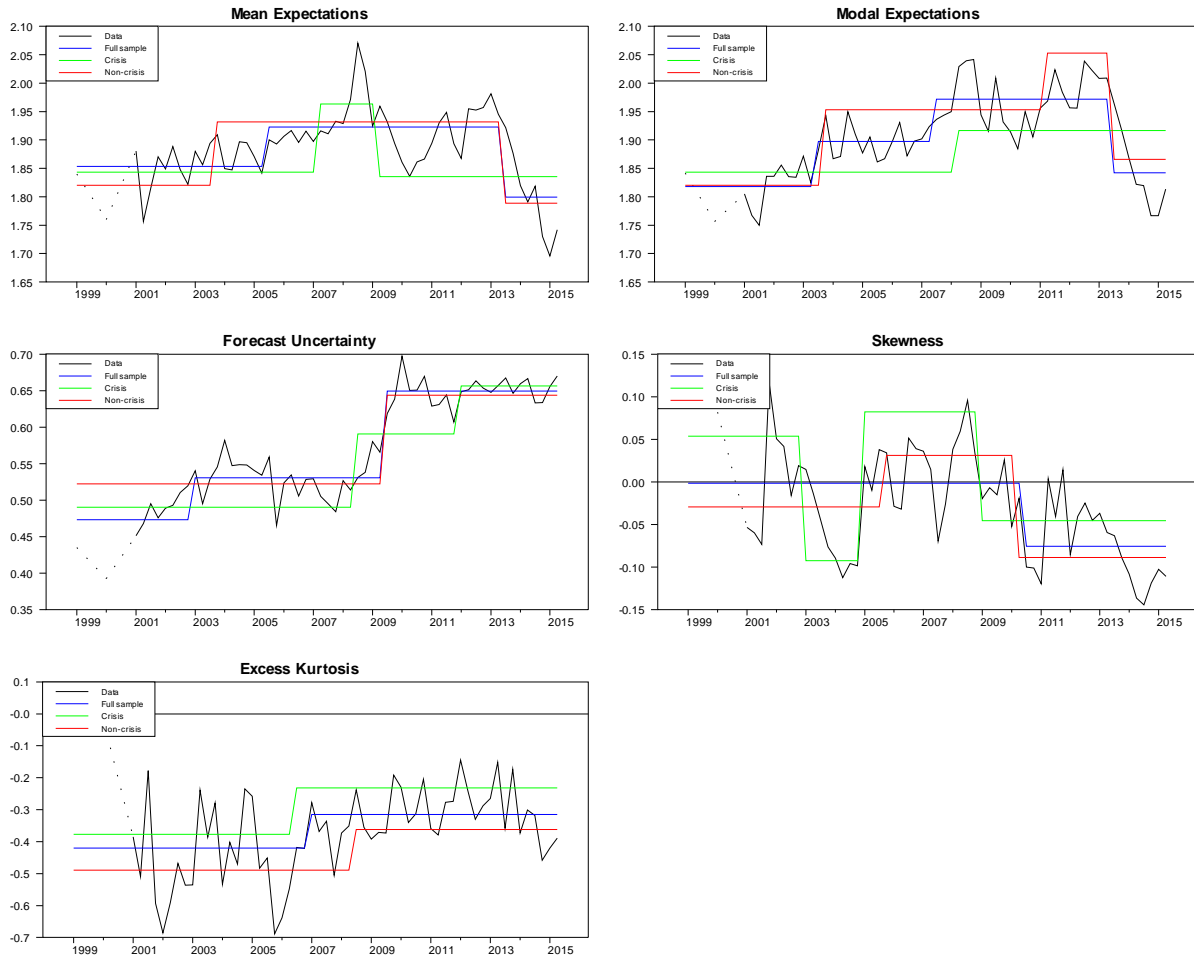 Mean Expectations
2.10
2.05
2.00
1.95
1.90
1.85
1.80
1.75
1.70
1.65
Data
Full sample
Crisis
Non-crisis
1999 2001 2003 2005 2007 2009 2011 2013 2015
Modal Expectations
2.10
2.05
2.00
1.95
1.90
1.85
1.80
1.75
1.70
1.65
Data
Full sample
Crisis
Non-crisis
1999 2001 2003 2005 2007 2009 2011 2013 2015
Forecast Uncertainty
0.70
0.65
0.60
0.55
0.50
0.45
0.40
0.35
Data
Full sample
Crisis
Non-crisis
1999 2001 2003 2005 2007 2009 2011 2013 2015
Skewness
0.15
0.10
0.05
0.00
-0.05
-0.10
-0.15
Data
Full sample
Crisis
Non-crisis
1999 2001 2003 2005 2007 2009 2011 2013 2015
Excess Kurtosis
0.1
-0.0
-0.1
-0.2
-0.3
-0.4
-0.5
-0.6
-0.7
Data
Full sample
Crisis
Non-crisis
1999 2001 2003 2005 2007 2009 2011 2013 2015